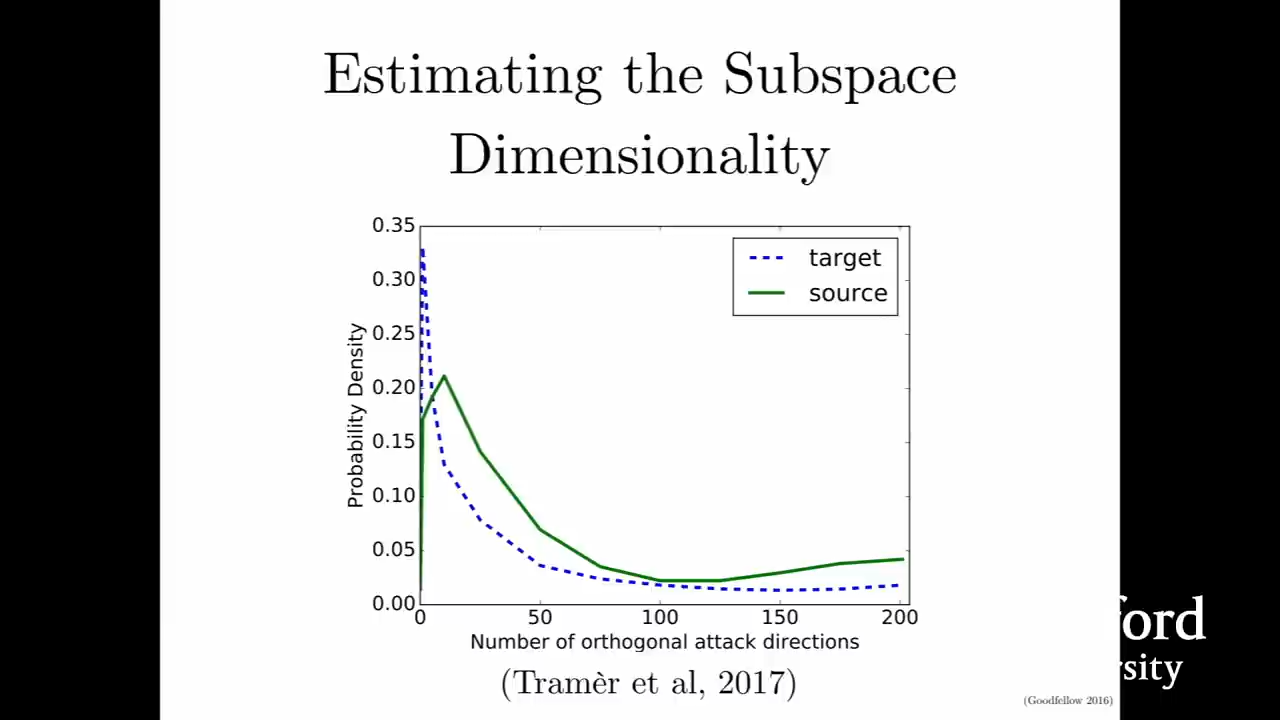 Estimating the Subspace
Dimensionality
0.35
0.30
0.25
0.20
0.15
0.10
0.05
0.00
Probability Density
target
source
0 50 100 150 200
Number of orthogonal attack directions
(Tramèr et al, 2017)
(Goodfellow 2016)
ford
rsity